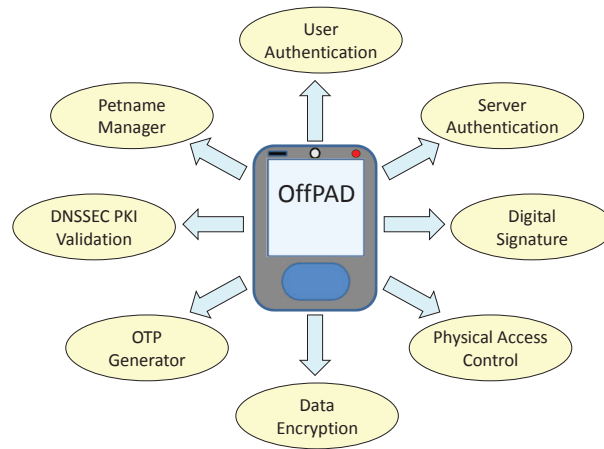 User
Authentication
Petname
Manager
Server
Authentication
OffPAD
DNSSEC PKI
Validation
Digital
Signature
OTP
Generator
Physical Access
Control
Data
Encryption